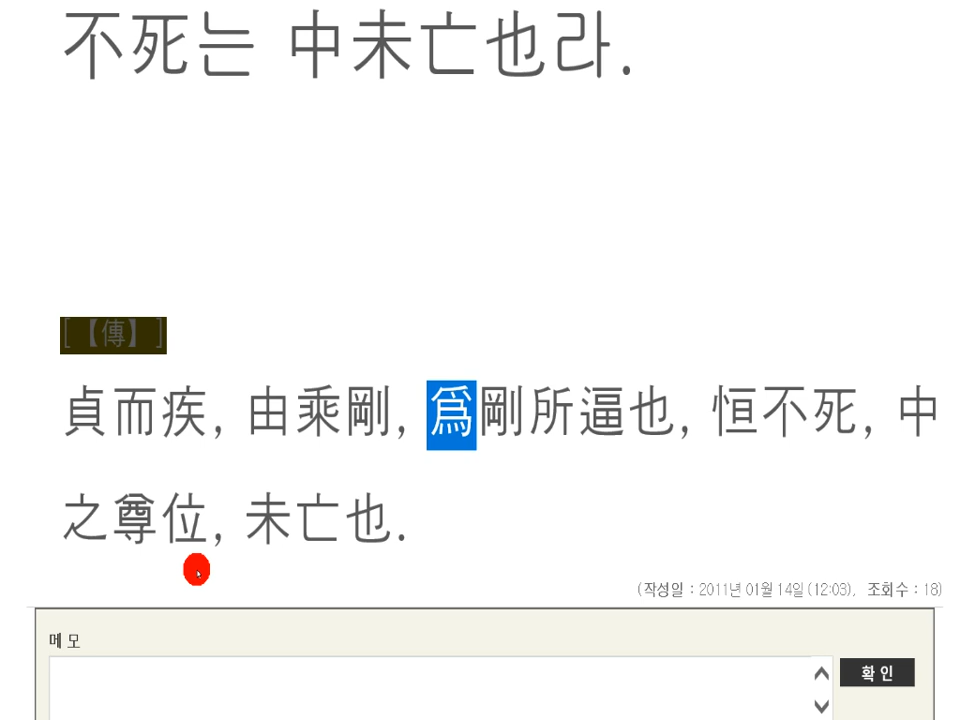 不死는 中未亡也라.
[【傳】]
貞而疾, 由乘剛, 爲剛所逼也, 恒不死, 中
之尊位, 未亡也.
(작성일 : 2011년 01월 14일 (12:03), 조회수 : 18)
메 모
확 인